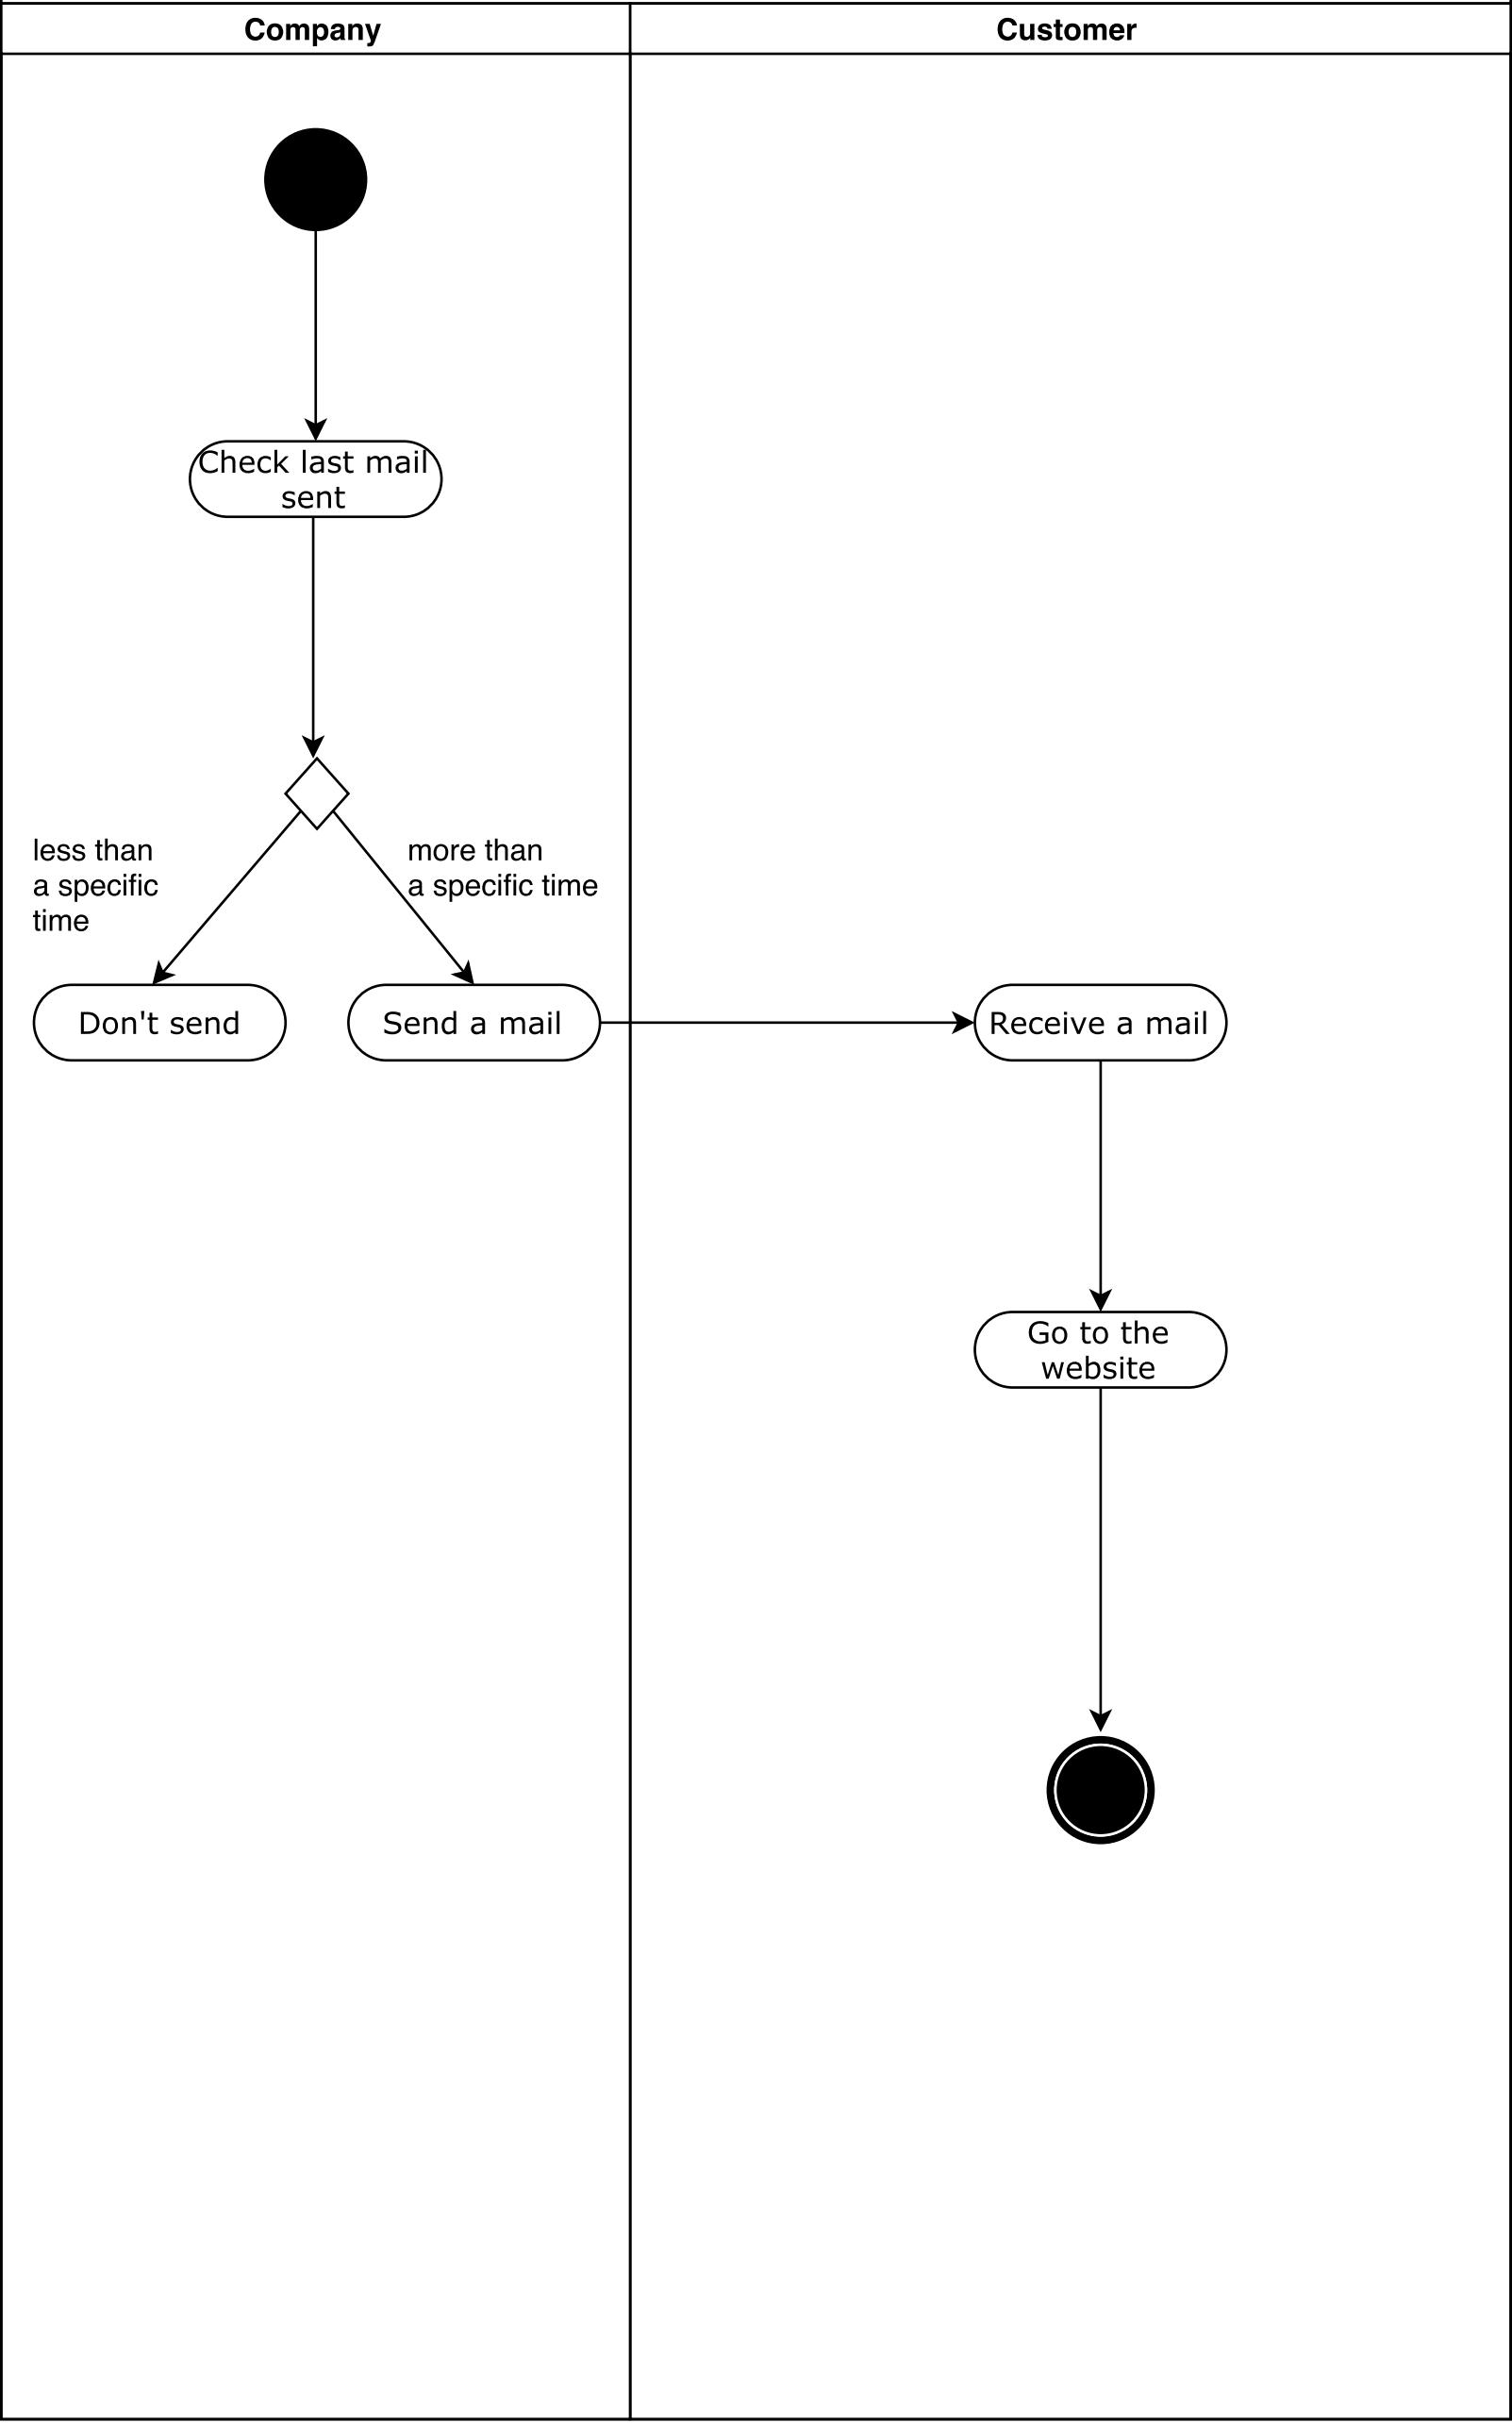 Company
Customer
Check last mail
sent
less than
a specific
time
more than
a specific time
Don't send
Send a mail
Receive a mail
Go to the
website